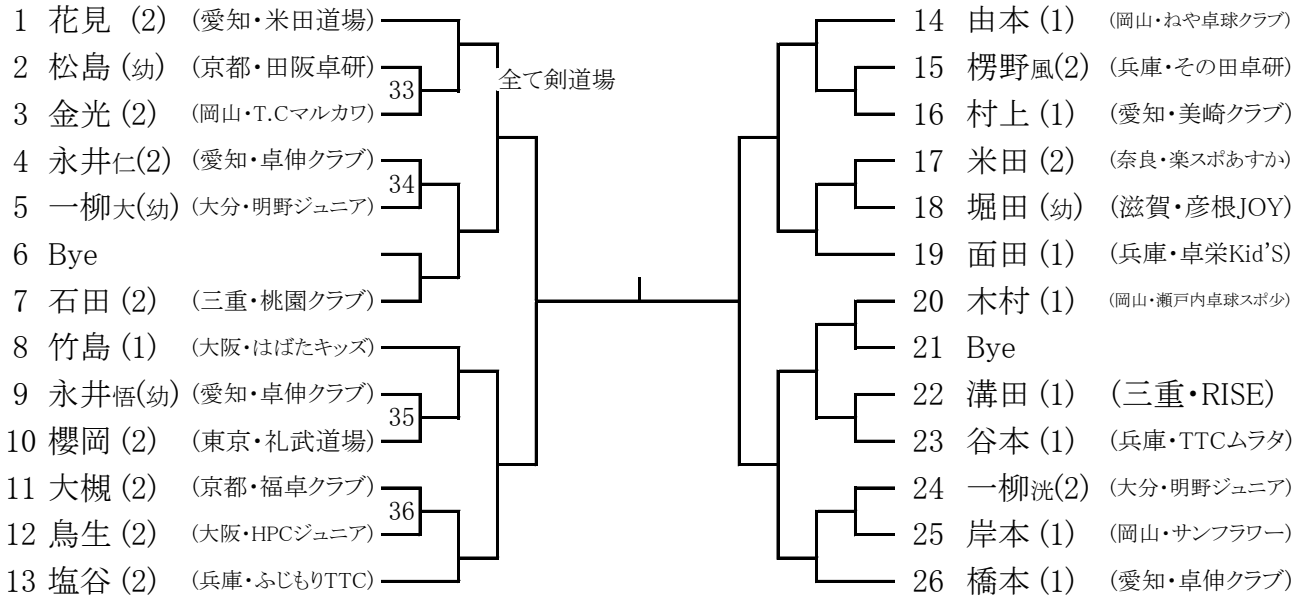 1 花見 (2) (愛知・米田道場)
2 松島 (幼) (京都・田阪卓研)
33
3 金光 (2) (岡山・T.Cマルカワ)
全て剣道場
4 永井仁(2) (愛知・卓伸クラブ)
34
5 一柳大(幼) (大分・明野ジュニア)
6 Bye
7 石田 (2) (三重・桃園クラブ)
8 竹島 (1) (大阪・はばたキッズ)
9 永井悟(幼) (愛知・卓伸クラブ)
35
10 櫻岡 (2) (東京・礼武道場)
11 大槻 (2) (京都・福卓クラブ)
36
12 鳥生 (2) (大阪・HPCジュニア)
13 塩谷 (2) (兵庫・ふじもりTTC)
14 由本 (1) (岡山・ねや卓球クラブ)
15 楞野風(2) (兵庫・その田卓研)
16 村上 (1) (愛知・美崎クラブ)
17 米田 (2) (奈良・楽スポあすか)
18 堀田 (幼) (滋賀・彦根JOY)
19 面田 (1) (兵庫・卓栄Kid'S)
20 木村 (1) (岡山・瀬戸内卓球スポ少)
21 Bye
22 溝田 (1) (三重・RISE)
23 谷本 (1) (兵庫・TTCムラタ)
24 一柳洸(2) (大分・明野ジュニア)
25 岸本 (1) (岡山・サンフラワー)
26 橋本 (1) (愛知・卓伸クラブ)